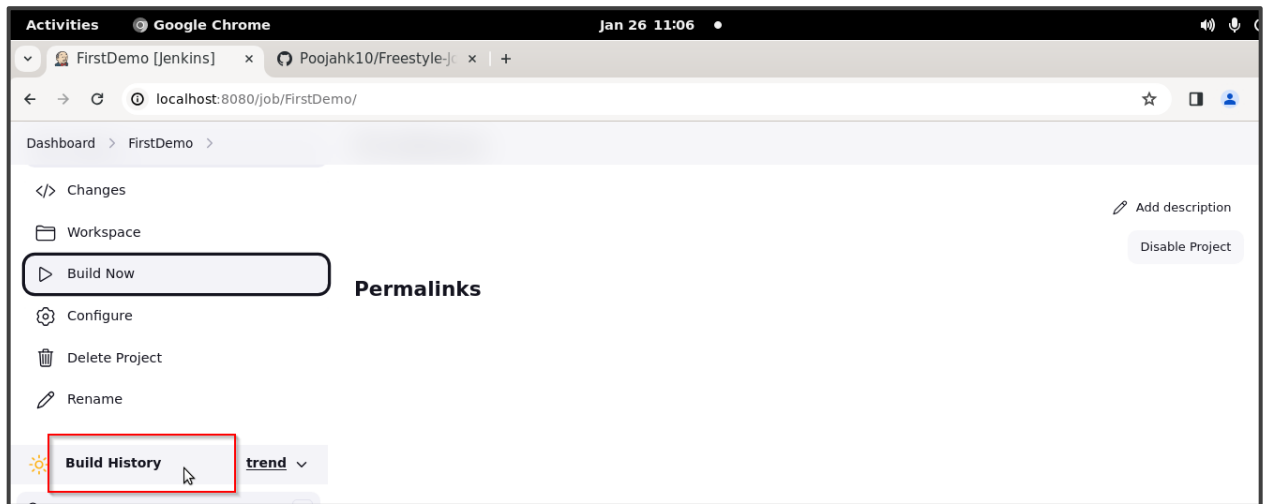 Activities Google Chrome Jan 26 11:06
FirstDemo [Jenkins] × Poojahk10/Freestyle-J × +
localhost:8080/job/FirstDemo/
Dashboard > FirstDemo >
</> Changes
Add description
Workspace
Disable Project
Build Now
Permalinks
Configure
Delete Project
Rename
Build History trend